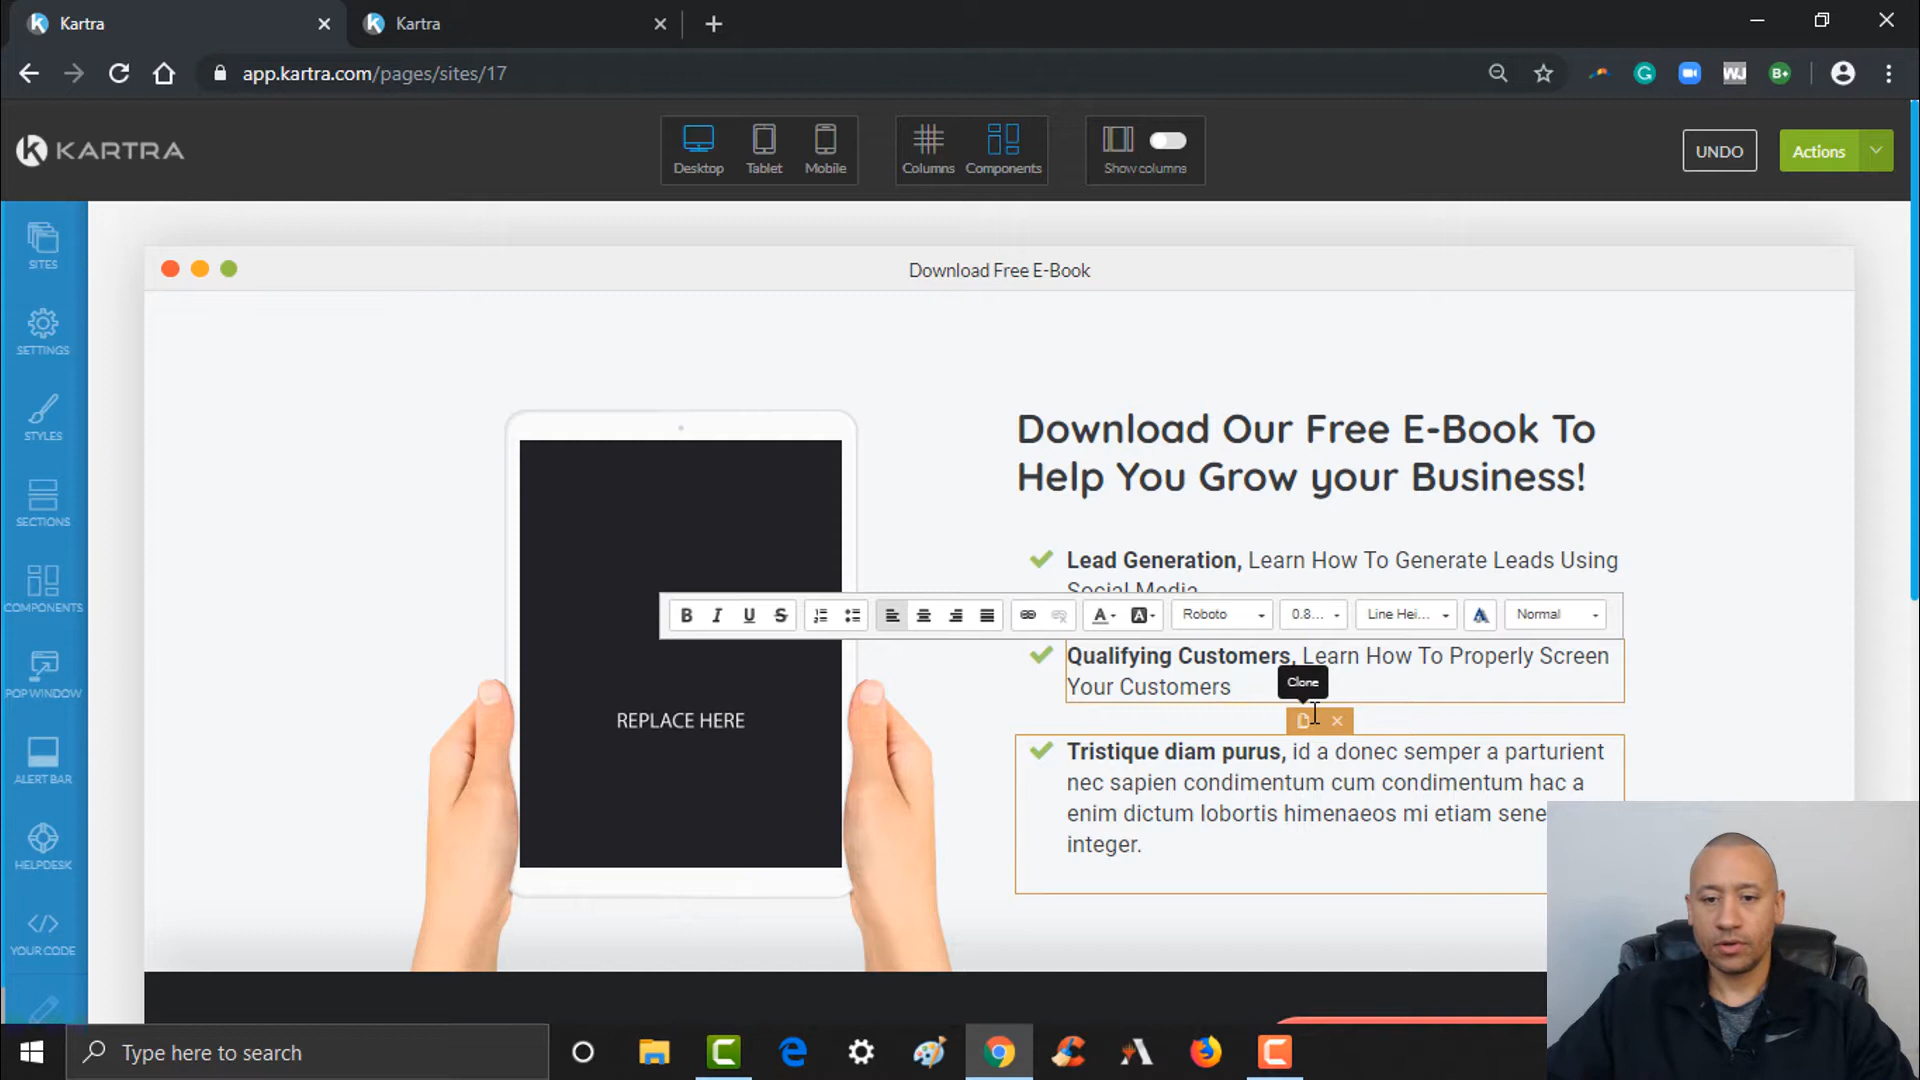 Kartra
Kartra
app.kartra.com/pages/sites/17
WJ
B+
KARTRA
Desktop
Tablet
Mobile
Columns
Components
Show columns
UNDO
Actions
SITES
SETTINGS
STYLES
SECTIONS
COMPONENTS
POP WINDOW
ALERT BAR
HELPDESK
YOUR CODE
Download Free E-Book
REPLACE HERE
Download Our Free E-Book To
Help You Grow your Business!
Lead Generation, Learn How To Generate Leads Using
Social Media
B I U S
Roboto
0.8...
Line Hei...
Normal
Qualifying Customers, Learn How To Properly Screen
Your Customers
Clone
Tristique diam purus, id a donec semper a parturient
nec sapien condimentum cum condimentum hac a
enim dictum lobortis himenaeos mi etiam sene
integer.
Type here to search